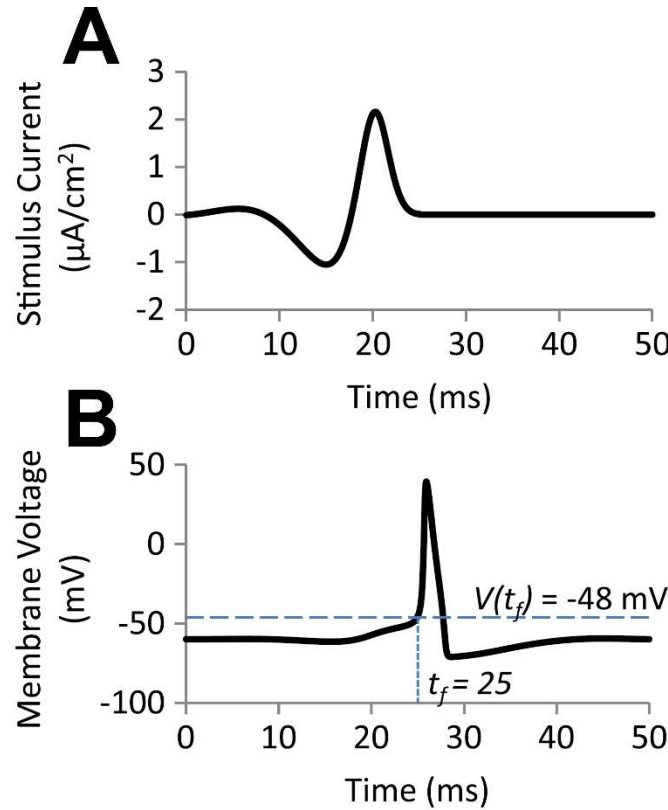 A
Stimulus Current
(µA/cm²)
3
2
1
0
-1
-2
0 10 20 30 40 50
Time (ms)
B
Membrane Voltage
(mV)
50
0
-50
-100
V(tf) = -48 mV
tf = 25
0 10 20 30 40 50
Time (ms)